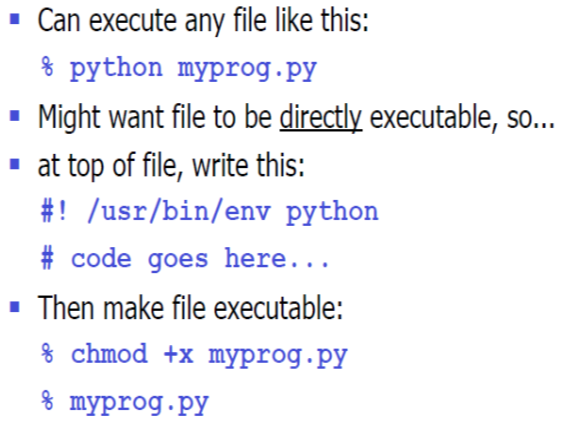 ▪ Can execute any file like this:
% python myprog.py
▪ Might want file to be directly executable, so...
▪ at top of file, write this:
#! /usr/bin/env python
# code goes here...
▪ Then make file executable:
% chmod +x myprog.py
% myprog.py